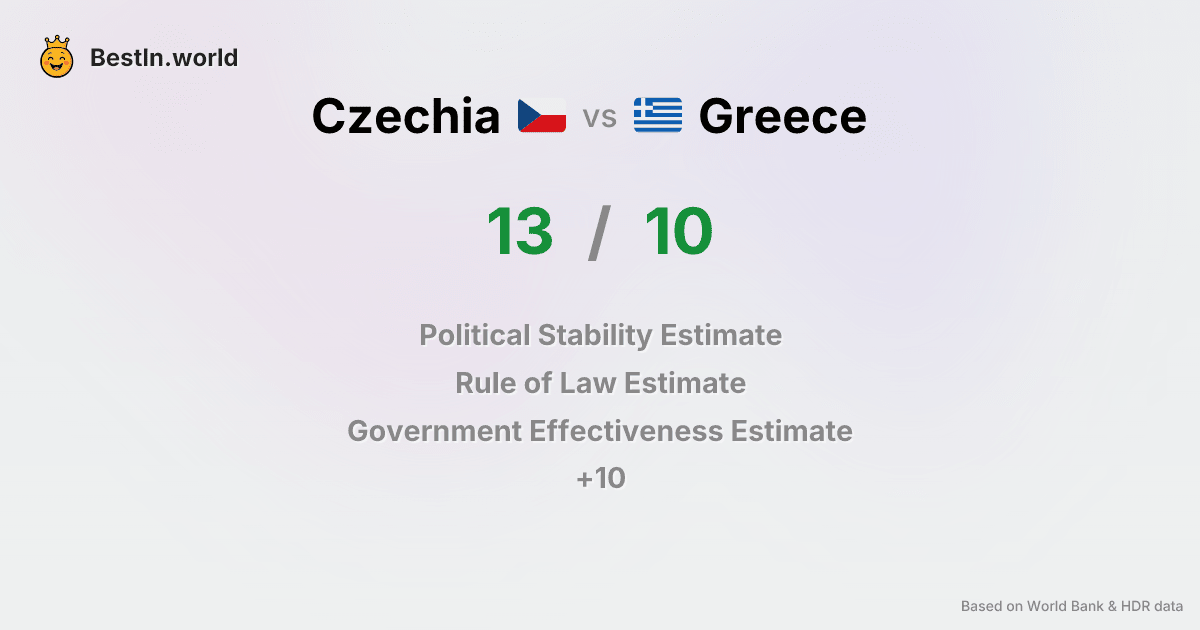 BestIn.world
Czechia vs Greece
13 / 10
Political Stability Estimate
Rule of Law Estimate
Government Effectiveness Estimate
+10
Based on World Bank & HDR data